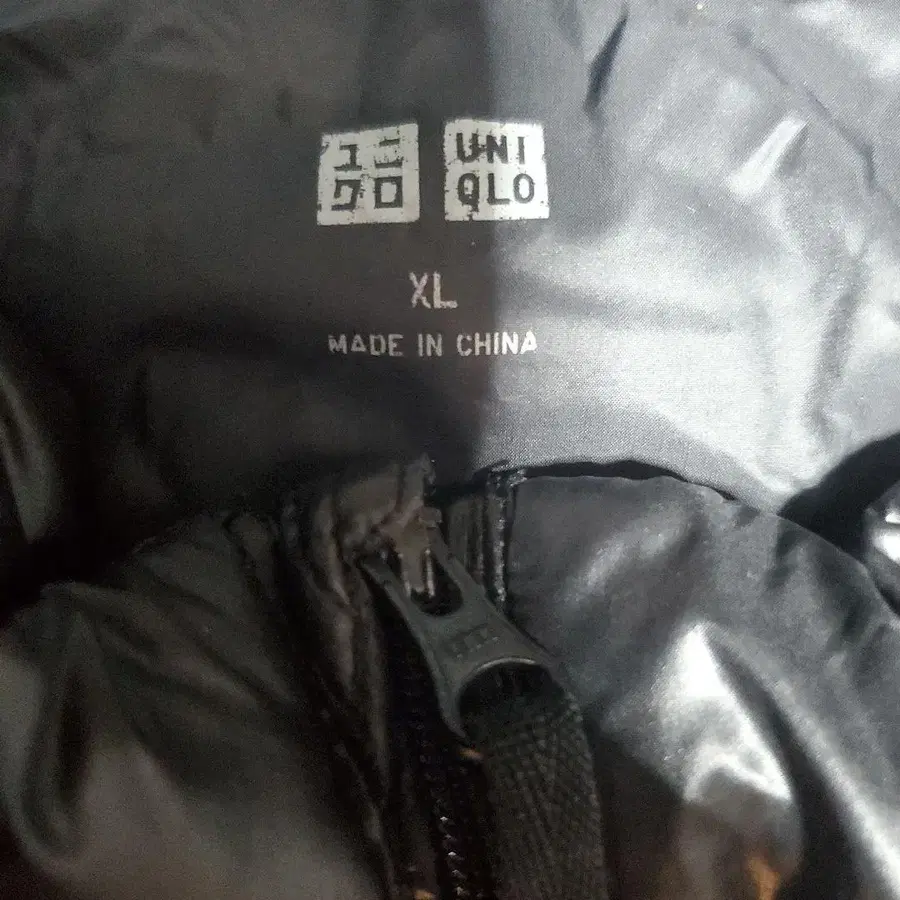 ユニ
クロ
UNI
QLO
XL
MADE IN CHINA